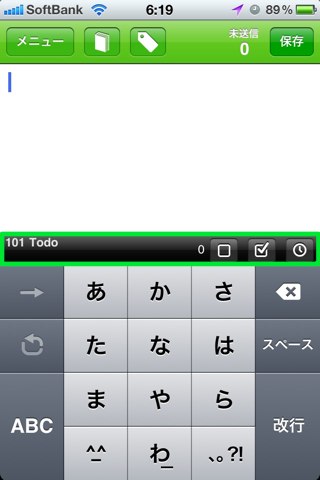 SoftBank 6:19 89%
メニュー 未送信 0 保存
101 Todo 0
→ あ か さ
た な は スペース
ま や ら
ABC ^_^ わ_ 、。?! 改行